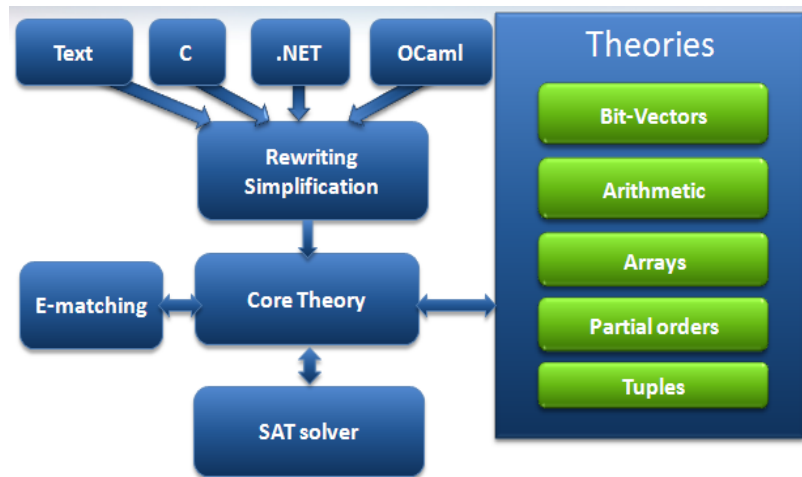 Text
C
.NET
OCaml
Rewriting
Simplification
E-matching
Core Theory
SAT solver
Theories
Bit-Vectors
Arithmetic
Arrays
Partial orders
Tuples